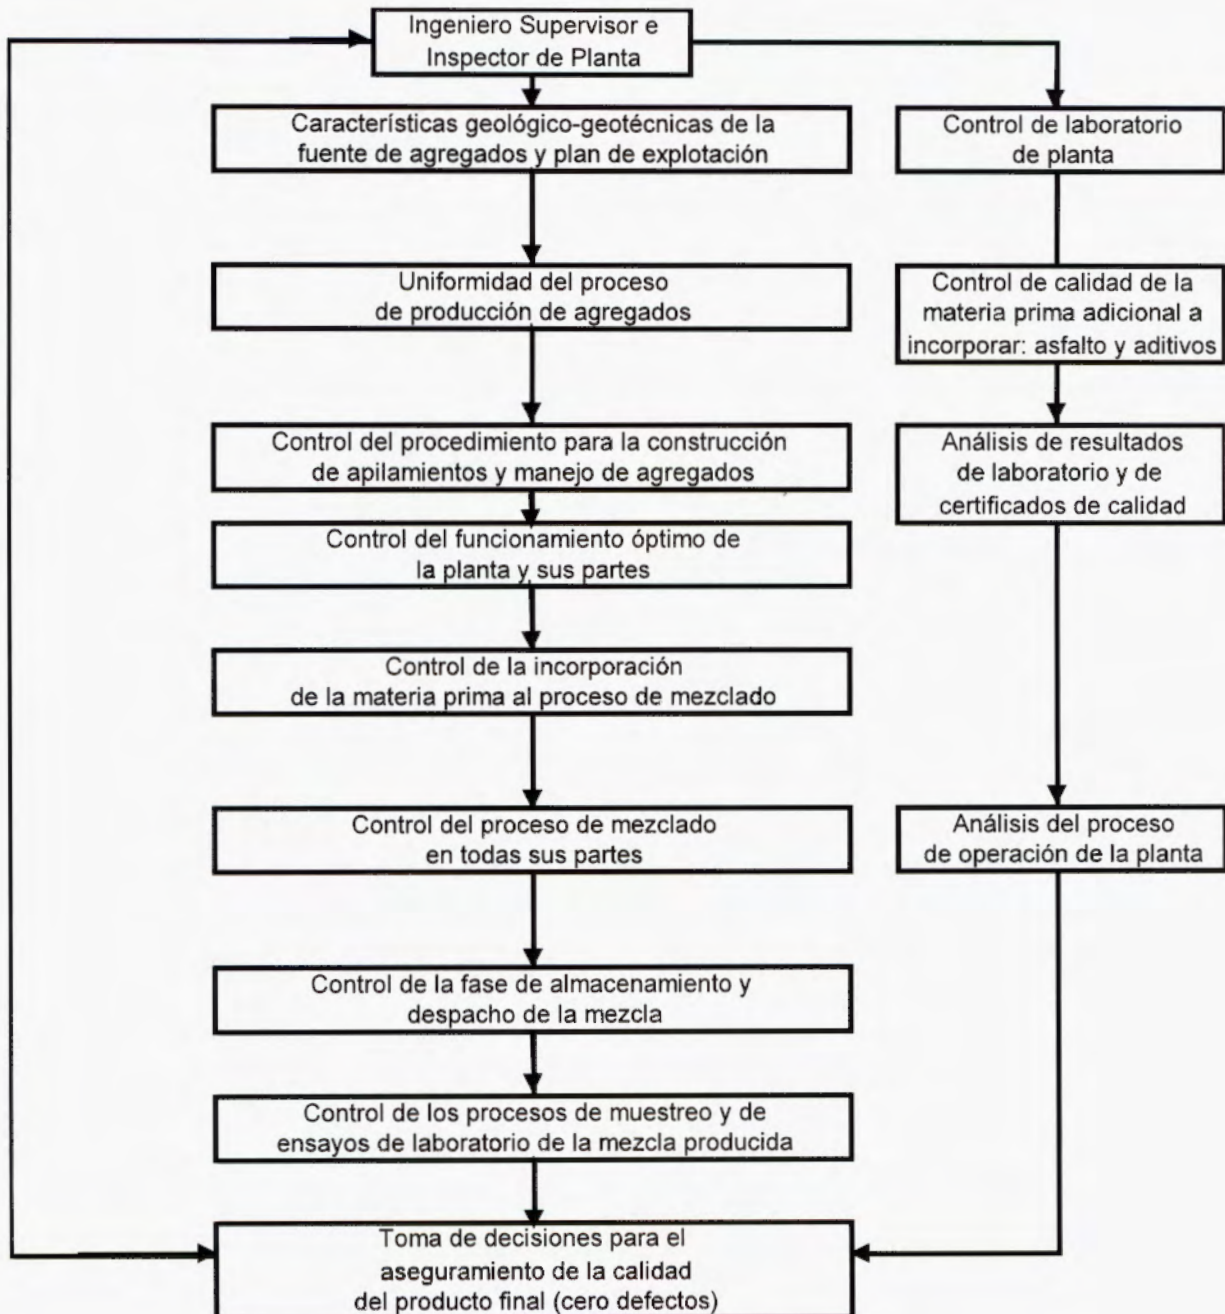 Ingeniero Supervisor e
Inspector de Planta
Características geológico-geotécnicas de la
fuente de agregados y plan de explotación
Control de laboratorio
de planta
Uniformidad del proceso
de producción de agregados
Control de calidad de la
materia prima adicional a
incorporar: asfalto y aditivos
Control del procedimiento para la construcción
de apilamientos y manejo de agregados
Análisis de resultados
de laboratorio y de
certificados de calidad
Control del funcionamiento óptimo de
la planta y sus partes
Control de la incorporación
de la materia prima al proceso de mezclado
Control del proceso de mezclado
en todas sus partes
Análisis del proceso
de operación de la planta
Control de la fase de almacenamiento y
despacho de la mezcla
Control de los procesos de muestreo y de
ensayos de laboratorio de la mezcla producida
Toma de decisiones para el
aseguramiento de la calidad
del producto final (cero defectos)